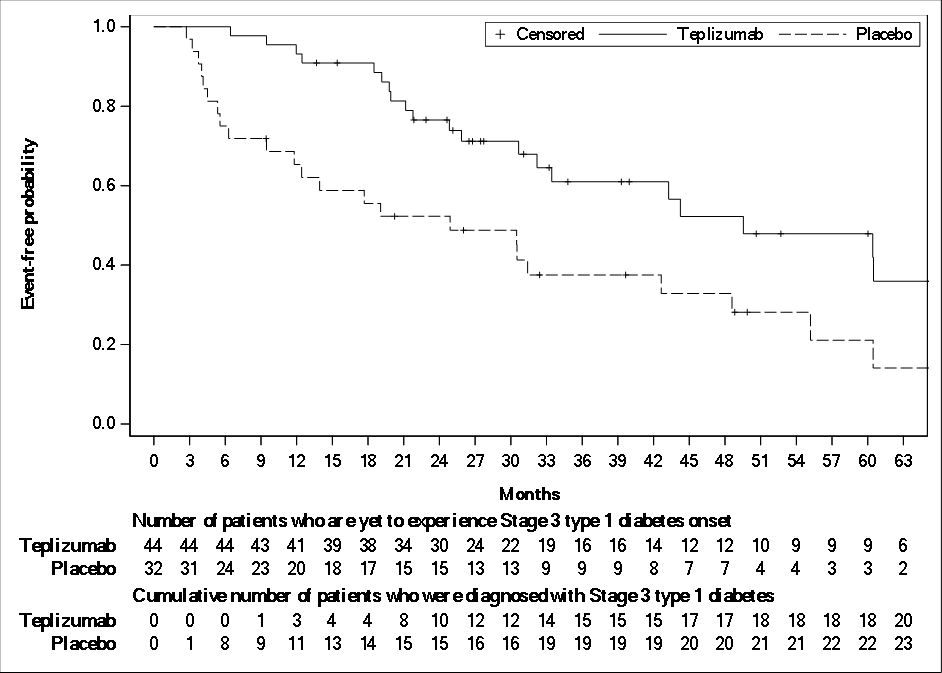 + Censored Teplizumab Placebo
1.0
0.8
0.6
0.4
0.2
0.0
Event-free probability
0 3 6 9 12 15 18 21 24 27 30 33 36 39 42 45 48 51 54 57 60 63
Months
Number of patients who are yet to experience Stage 3 type 1 diabetes onset
Teplizumab 44 44 44 43 41 39 38 34 30 24 22 19 16 16 14 12 12 10 9 9 9 6
Placebo 32 31 24 23 20 18 17 15 15 13 13 9 9 9 8 7 7 4 4 3 3 2
Cumulative number of patients who were diagnosed with Stage 3 type 1 diabetes
Teplizumab 0 0 0 1 3 4 4 8 10 12 12 14 15 15 15 17 17 18 18 18 18 20
Placebo 0 1 8 9 11 13 14 15 15 16 16 19 19 19 19 20 20 21 21 22 22 23